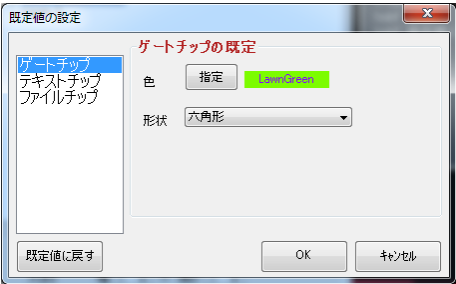 既定値の設定
ゲートチップ
テキストチップ
ファイルチップ
ゲートチップの既定
色 指定 LawnGreen
形状 六角形
既定値に戻す OK キャンセル